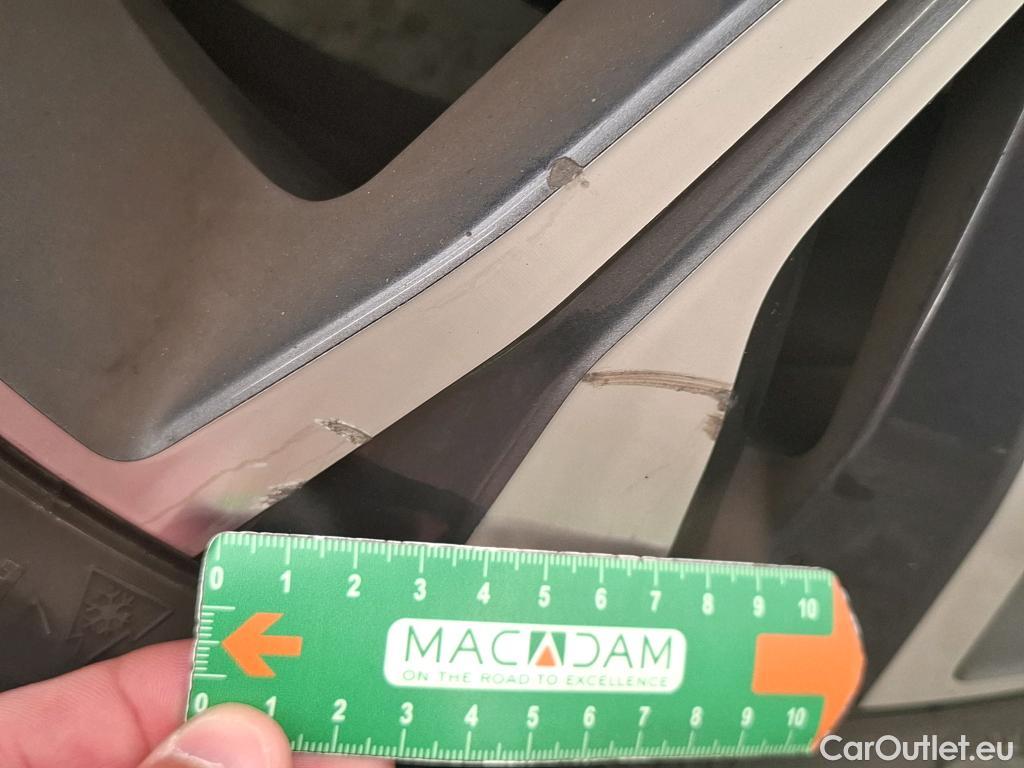 0 1 2 3 4 5 6 7 8 9 10
MACADAM
ON THE ROAD TO EXCELLENCE
0 1 2 3 4 5 6 7 8 9 10
CarOutlet.eu